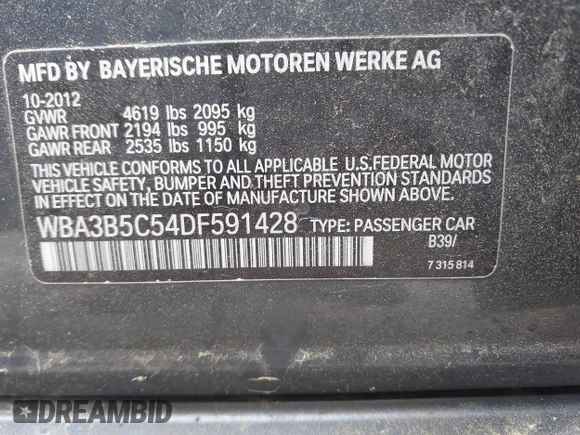 MFD BY BAYERISCHE MOTOREN WERKE AG
10-2012
GVWR 4619 lbs 2095 kg
GAWR FRONT 2194 lbs 995 kg
GAWR REAR 2535 lbs 1150 kg
THIS VEHICLE CONFORMS TO ALL APPLICABLE U.S.FEDERAL MOTOR
VEHICLE SAFETY, BUMPER AND THEFT PREVENTION STANDARDS
IN EFFECT ON THE DATE OF MANUFACTURE SHOWN ABOVE.
WBA3B5C54DF591428 TYPE: PASSENGER CAR
B39/
7 315 814
DREAMBID